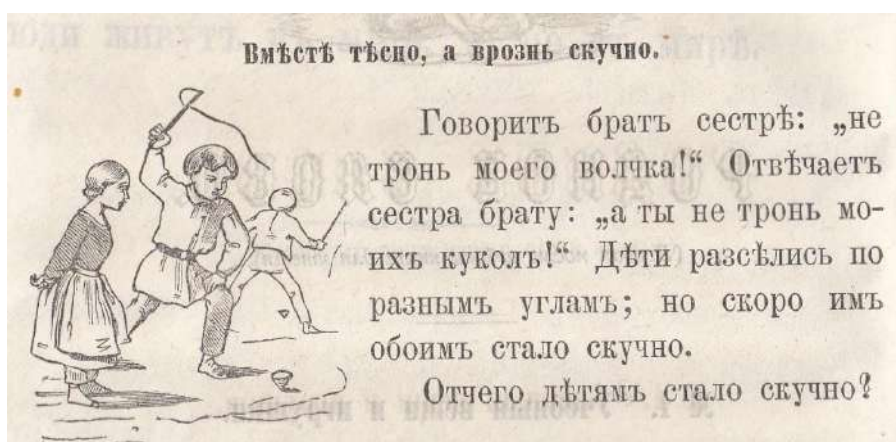 Вмѣстѣ тѣсно, а врознь скучно.
Говоритъ братъ сестрѣ: „не
тронь моего волчка!“ Отвѣчаетъ
сестра брату: „а ты не тронь мо-
ихъ куколъ!“ Дѣти разсѣлись по
разнымъ угламъ; но скоро имъ
обоимъ стало скучно.
Отчего дѣтямъ стало скучно?